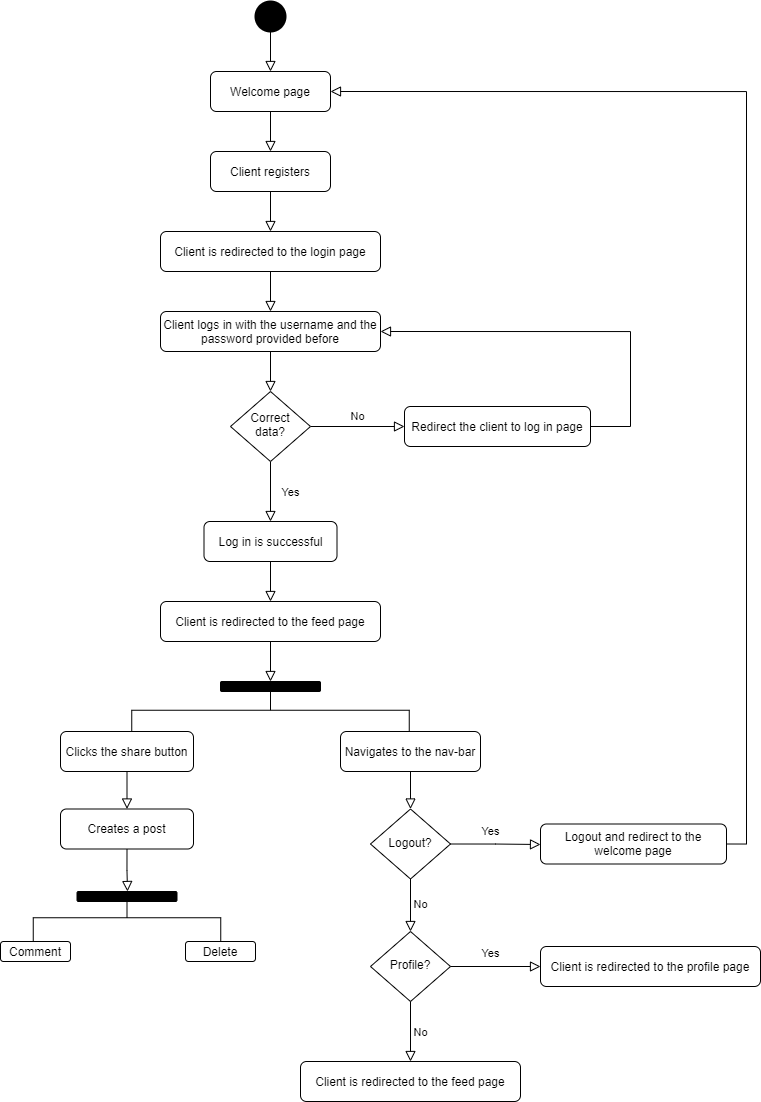 Welcome page
Client registers
Client is redirected to the login page
Client logs in with the username and the
password provided before
Correct
data?
No
Redirect the client to log in page
Yes
Log in is successful
Client is redirected to the feed page
Clicks the share button
Navigates to the nav-bar
Creates a post
Logout?
Yes
Logout and redirect to the
welcome page
No
Comment
Delete
Profile?
Yes
Client is redirected to the profile page
No
Client is redirected to the feed page